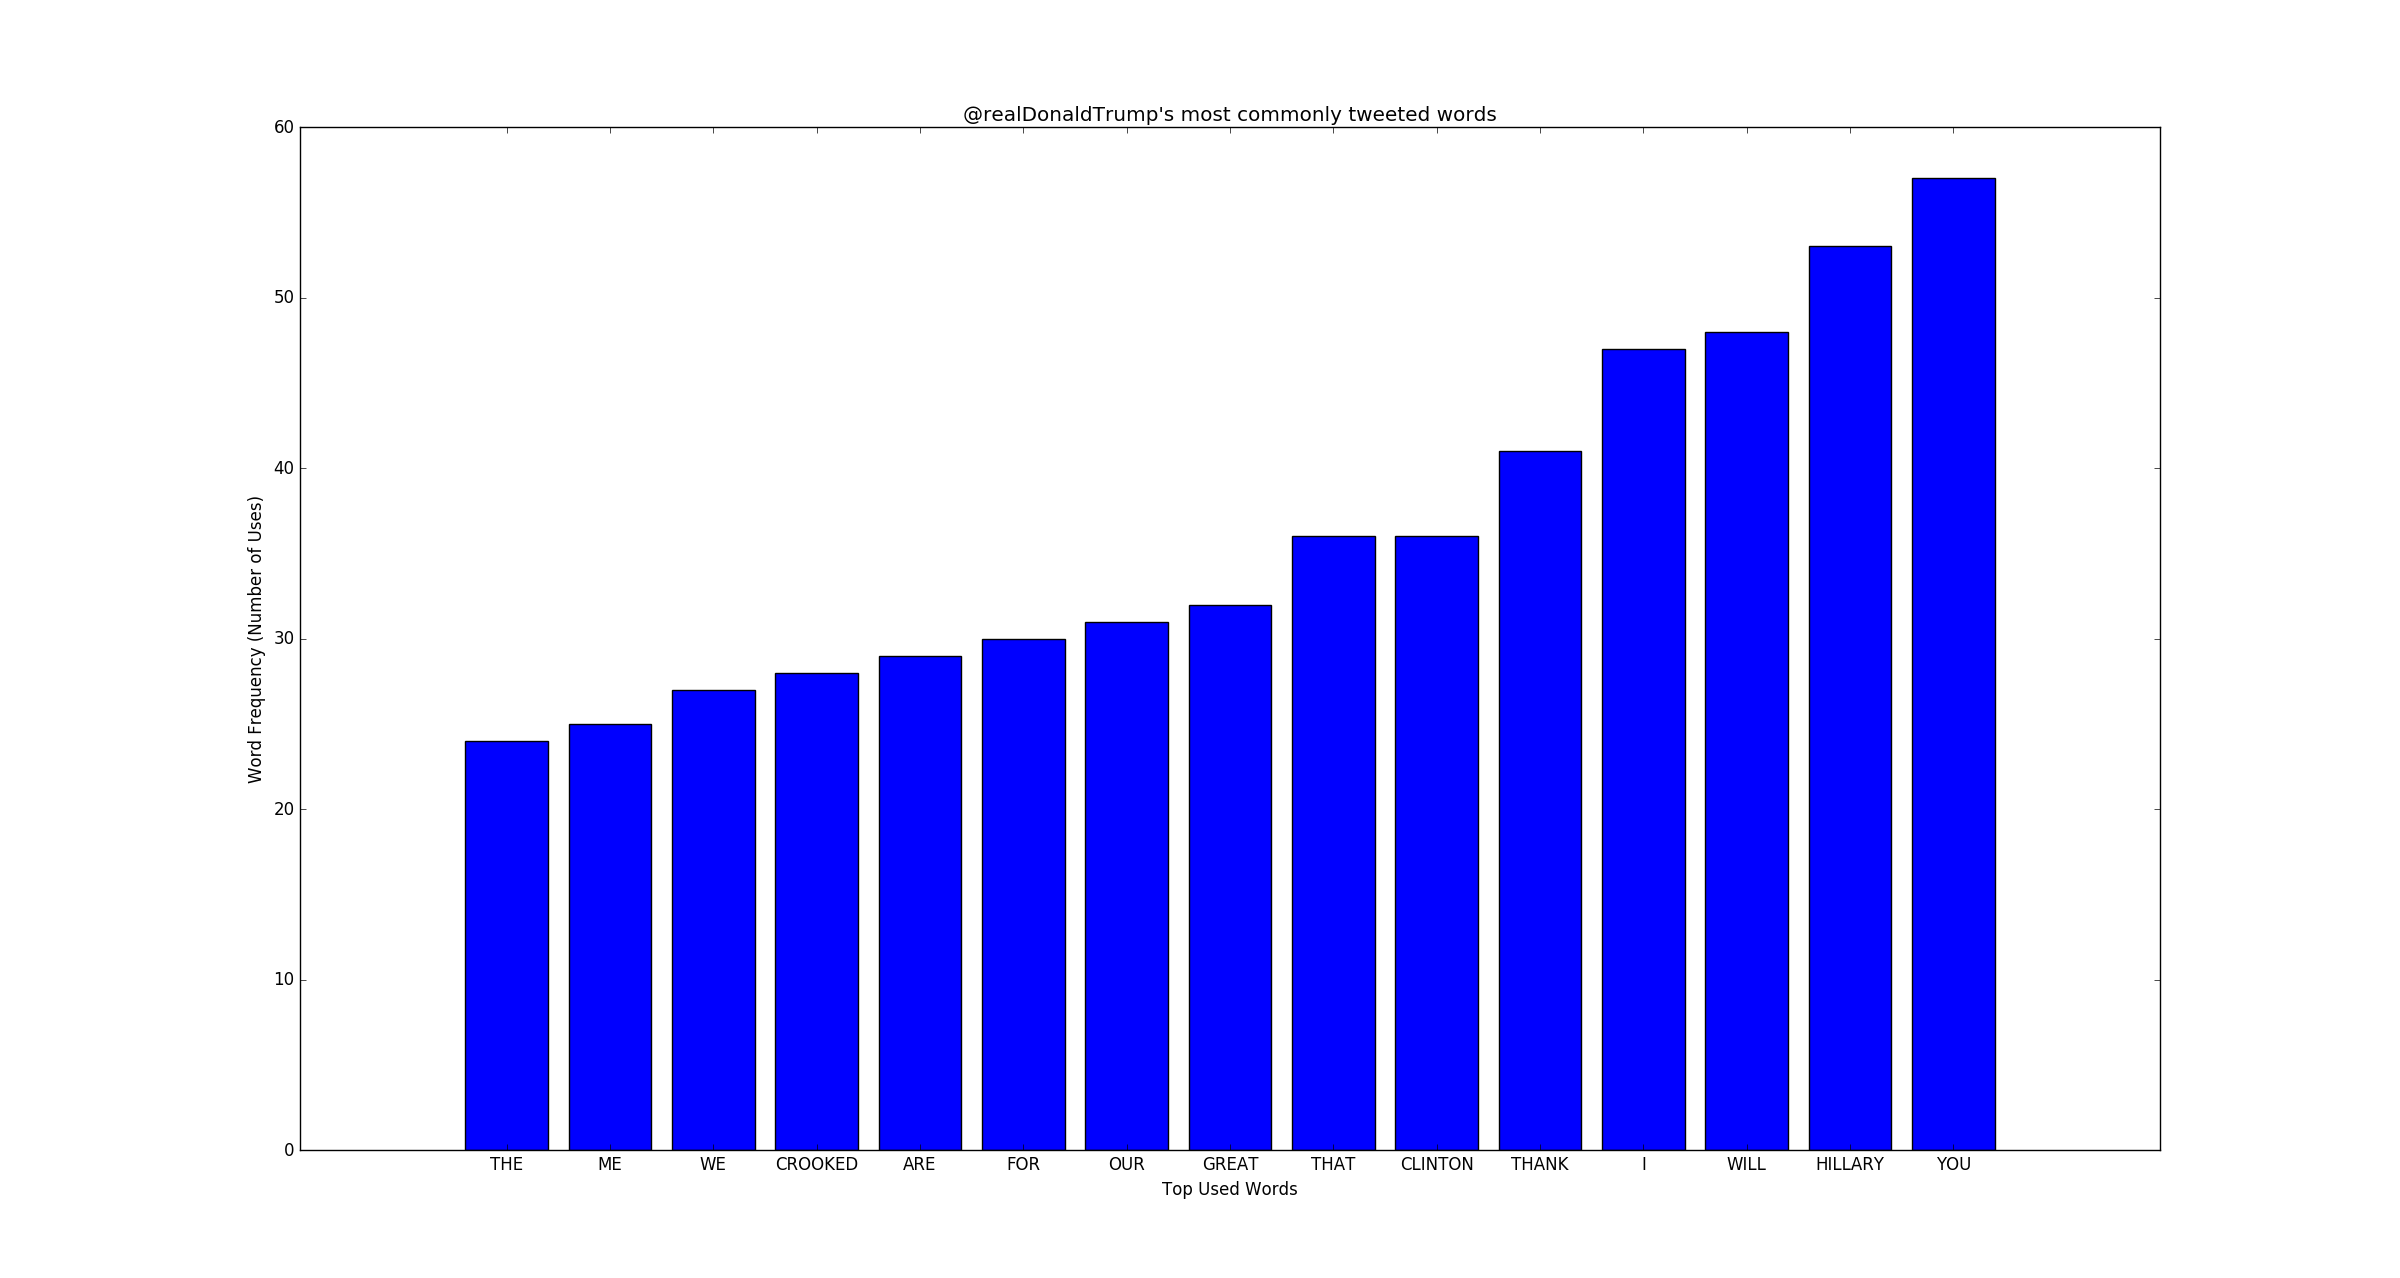 @realDonaldTrump's most commonly tweeted words
60
50
40
30
20
10
0
Word Frequency (Number of Uses)
THE ME WE CROOKED ARE FOR OUR GREAT THAT CLINTON THANK I WILL HILLARY YOU
Top Used Words